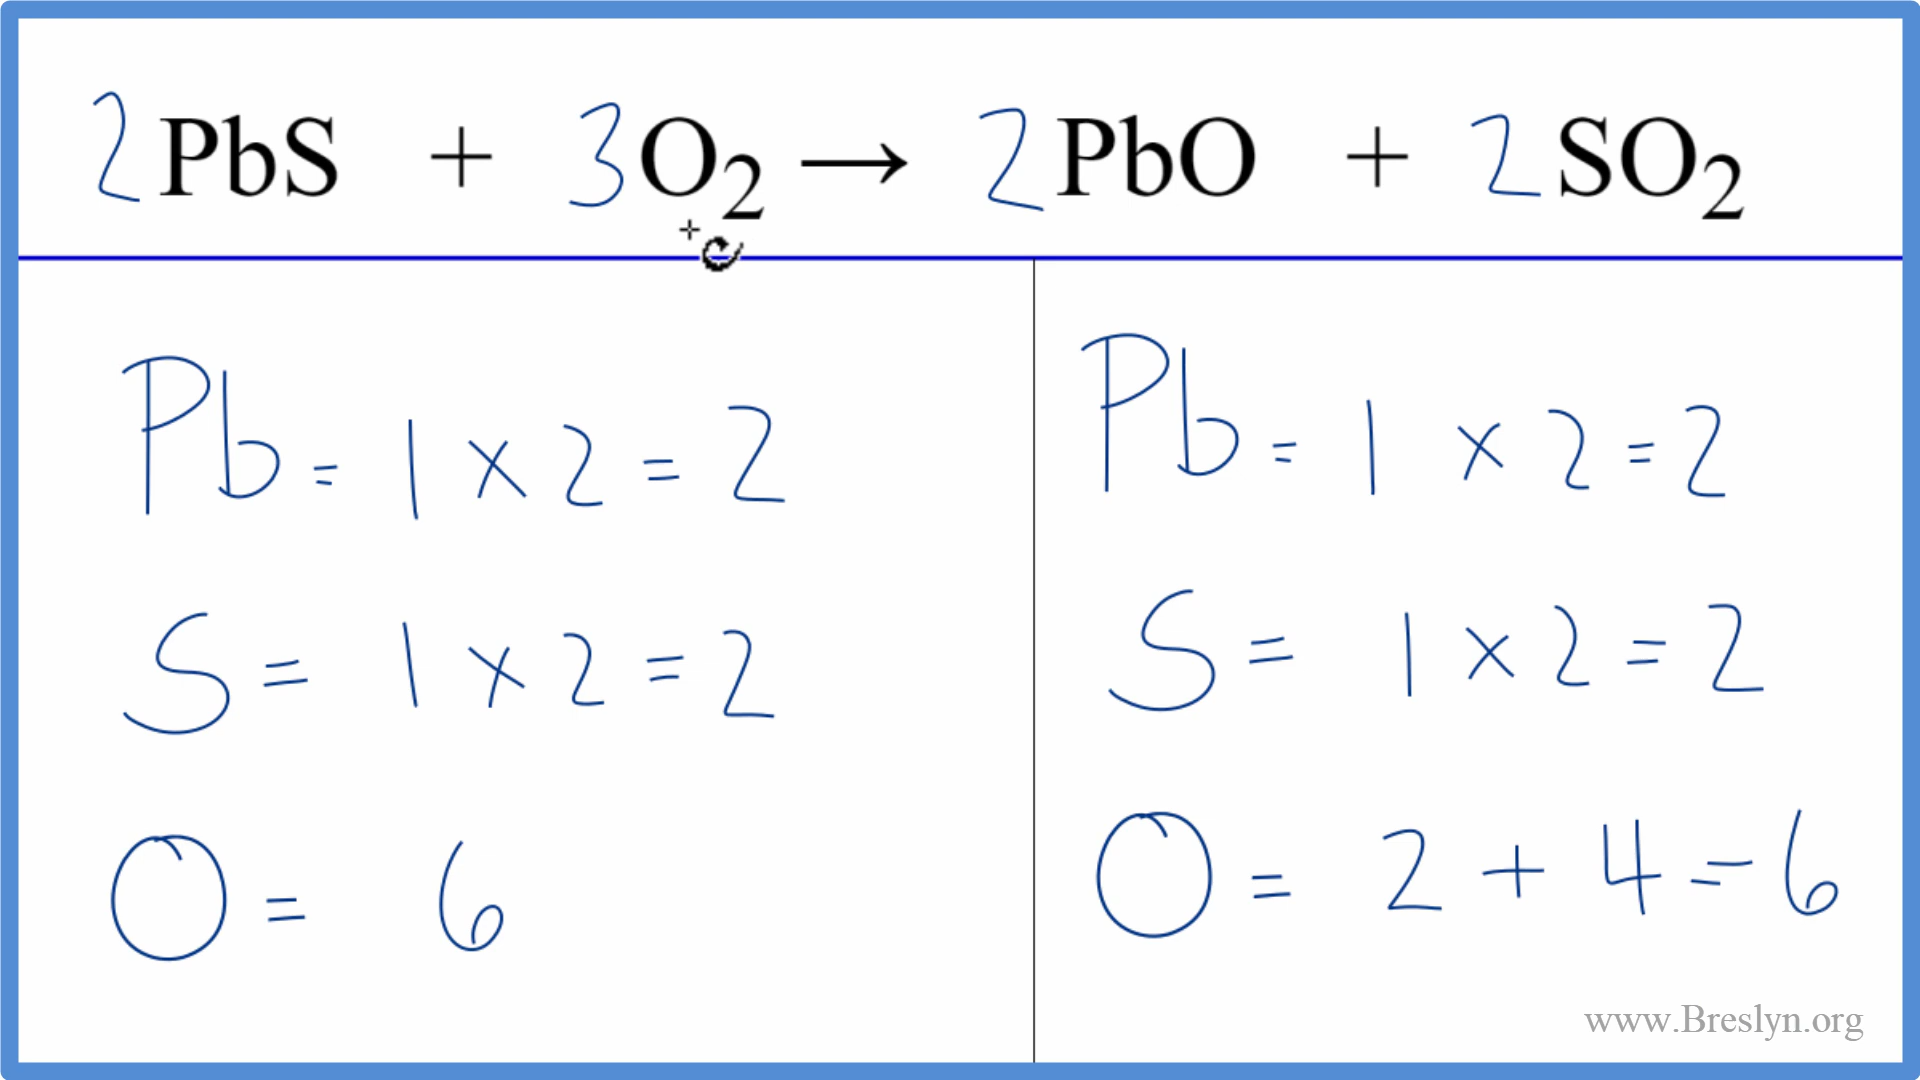 2PbS + 3O₂ → 2PbO + 2SO₂
Pb = 1 x 2 = 2
S = 1 x 2 = 2
O = 6
Pb = 1 x 2 = 2
S = 1 x 2 = 2
O = 2 + 4 = 6
www.Breslyn.org